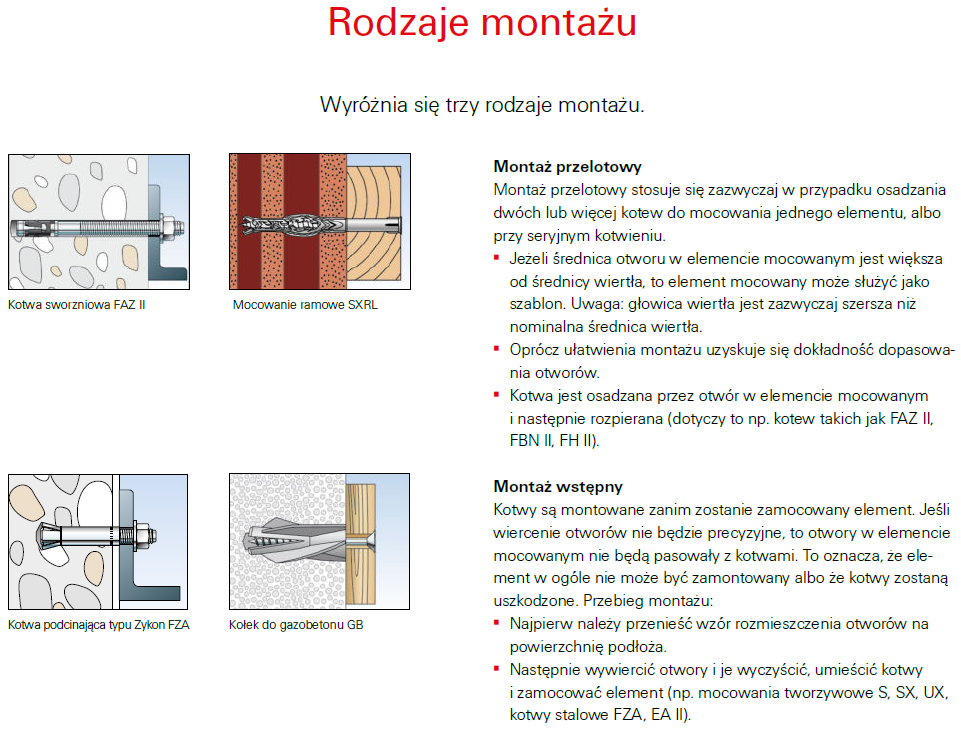 Rodzaje montażu
Wyróżnia się trzy rodzaje montażu.
Kotwa sworzniowa FAZ II
Mocowanie ramowe SXRL
Montaż przelotowy
Montaż przelotowy stosuje się zazwyczaj w przypadku osadzania
dwóch lub więcej kotew do mocowania jednego elementu, albo
przy seryjnym kotwieniu.
▪ Jeżeli średnica otworu w elemencie mocowanym jest większa
od średnicy wiertła, to element mocowany może służyć jako
szablon. Uwaga: głowica wiertła jest zazwyczaj szersza niż
nominalna średnica wiertła.
▪ Oprócz ułatwienia montażu uzyskuje się dokładność dopasowa-
nia otworów.
▪ Kotwa jest osadzana przez otwór w elemencie mocowanym
i następnie rozpierana (dotyczy to np. kotew takich jak FAZ II,
FBN II, FH II).
Kotwa podcinająca typu Zykon FZA
Kołek do gazobetonu GB
Montaż wstępny
Kotwy są montowane zanim zostanie zamocowany element. Jeśli
wiercenie otworów nie będzie precyzyjne, to otwory w elemencie
mocowanym nie będą pasowały z kotwami. To oznacza, że ele-
ment w ogóle nie może być zamontowany albo że kotwy zostaną
uszkodzone. Przebieg montażu:
▪ Najpierw należy przenieść wzór rozmieszczenia otworów na
powierzchnię podłoża.
▪ Następnie wywiercić otwory i je wyczyścić, umieścić kotwy
i zamocować element (np. mocowania tworzywowe S, SX, UX,
kotwy stalowe FZA, EA II).